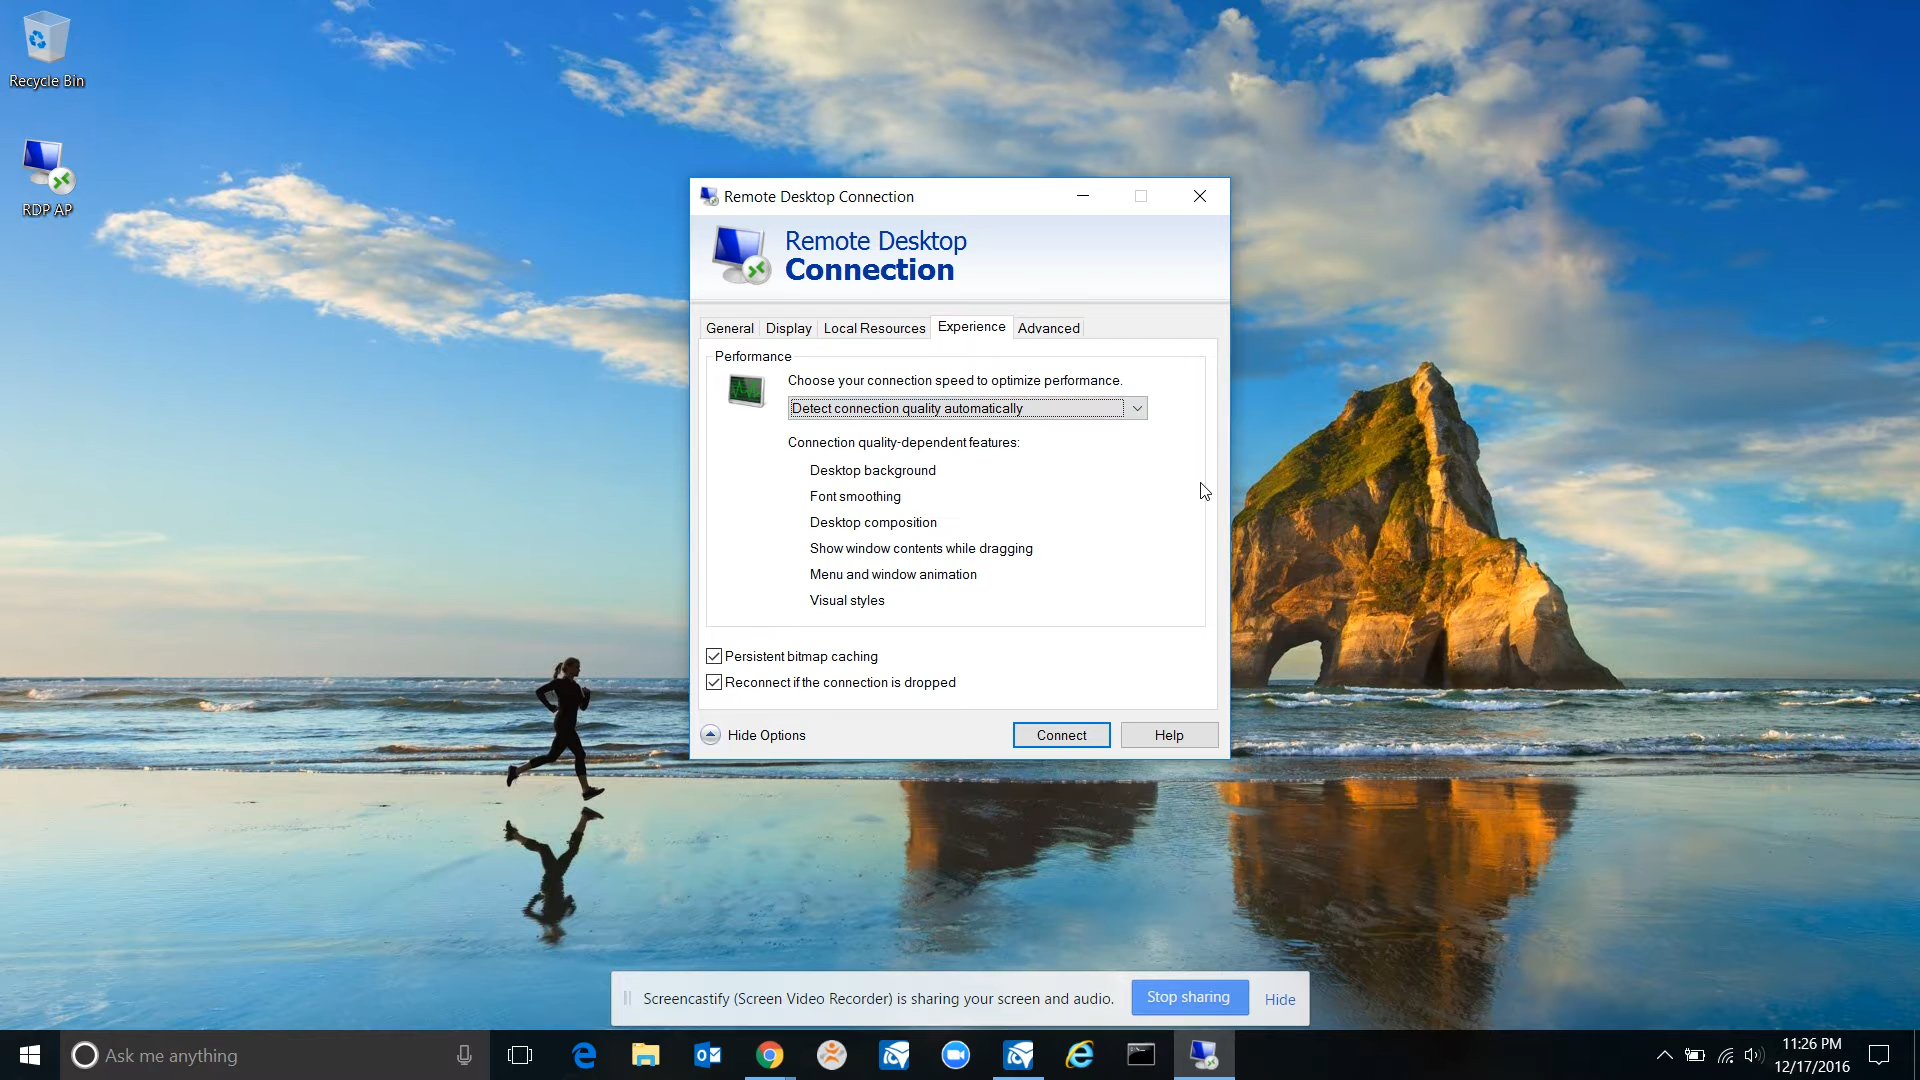 Recycle Bin
RDP AP
Remote Desktop Connection
Remote Desktop
Connection
General Display Local Resources Experience Advanced
Performance
Choose your connection speed to optimize performance.
Detect connection quality automatically
Connection quality-dependent features:
Desktop background
Font smoothing
Desktop composition
Show window contents while dragging
Menu and window animation
Visual styles
Persistent bitmap caching
Reconnect if the connection is dropped
Hide Options Connect Help
Screencastify (Screen Video Recorder) is sharing your screen and audio. Stop sharing Hide
Ask me anything
11:26 PM
12/17/2016